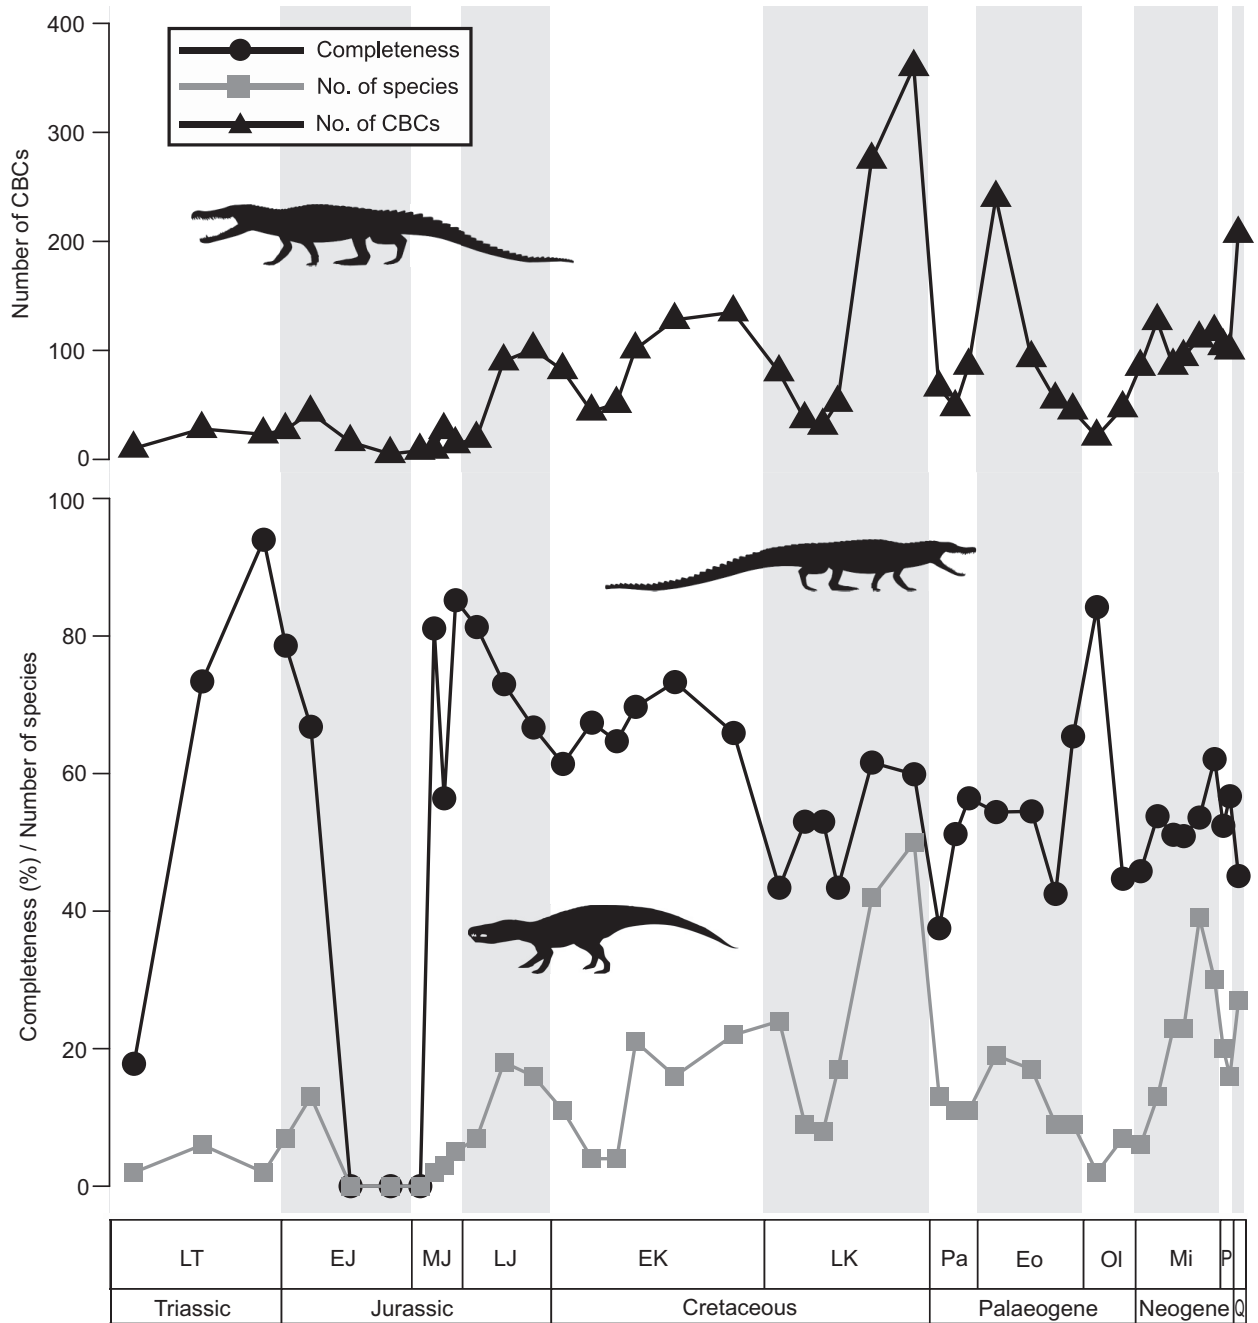 400
Completeness
No. of species
No. of CBCs
300
200
100
0
Number of CBCs
100
80
60
40
20
0
Completeness (%) / Number of species
LT EJ MJ LJ EK LK Pa Eo Ol Mi P
Triassic Jurassic Cretaceous Palaeogene Neogene Q